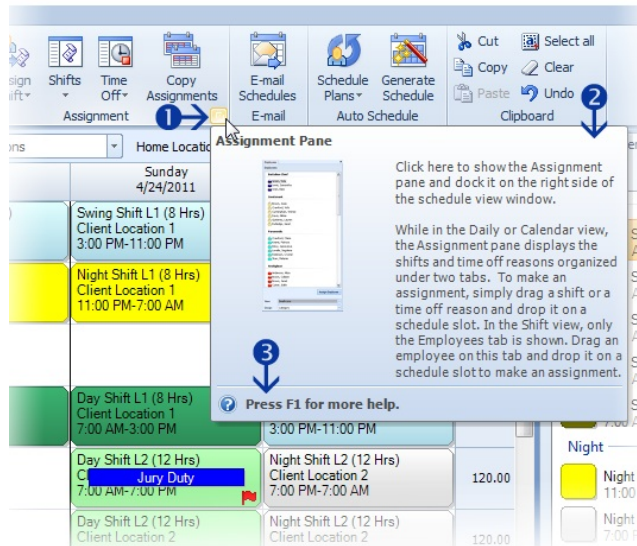 Cut
Select all
Copy
Clear
Paste
Undo
Shifts
Time Off
Copy Assignments
E-mail Schedules
Schedule Plans
Generate Schedule
Assignment
E-mail
Auto Schedule
Clipboard
1
2
Home Locatio
Sunday
4/24/2011
Assignment Pane
Click here to show the Assignment
pane and dock it on the right side of
the schedule view window.
While in the Daily or Calendar view,
the Assignment pane displays the
shifts and time off reasons organized
under two tabs. To make an
assignment, simply drag a shift or a
time off reason and drop it on a
schedule slot. In the Shift view, only
the Employees tab is shown. Drag an
employee on this tab and drop it on a
schedule slot to make an assignment.
3
Press F1 for more help.
Swing Shift L1 (8 Hrs)
Client Location 1
3:00 PM-11:00 PM
Night Shift L1 (8 Hrs)
Client Location 1
11:00 PM-7:00 AM
Day Shift L1 (8 Hrs)
Client Location 1
7:00 AM-3:00 PM
3:00 PM-11:00 PM
Day Shift L2 (12 Hrs)
Jury Duty
7:00 AM-7:00 PM
Night Shift L2 (12 Hrs)
Client Location 2
7:00 PM-7:00 AM
120.00
Day Shift L2 (12 Hrs)
Client Location 2
Night Shift L2 (12 Hrs)
Client Location 2
120.00
Night
Night
11:00
Night
7:00